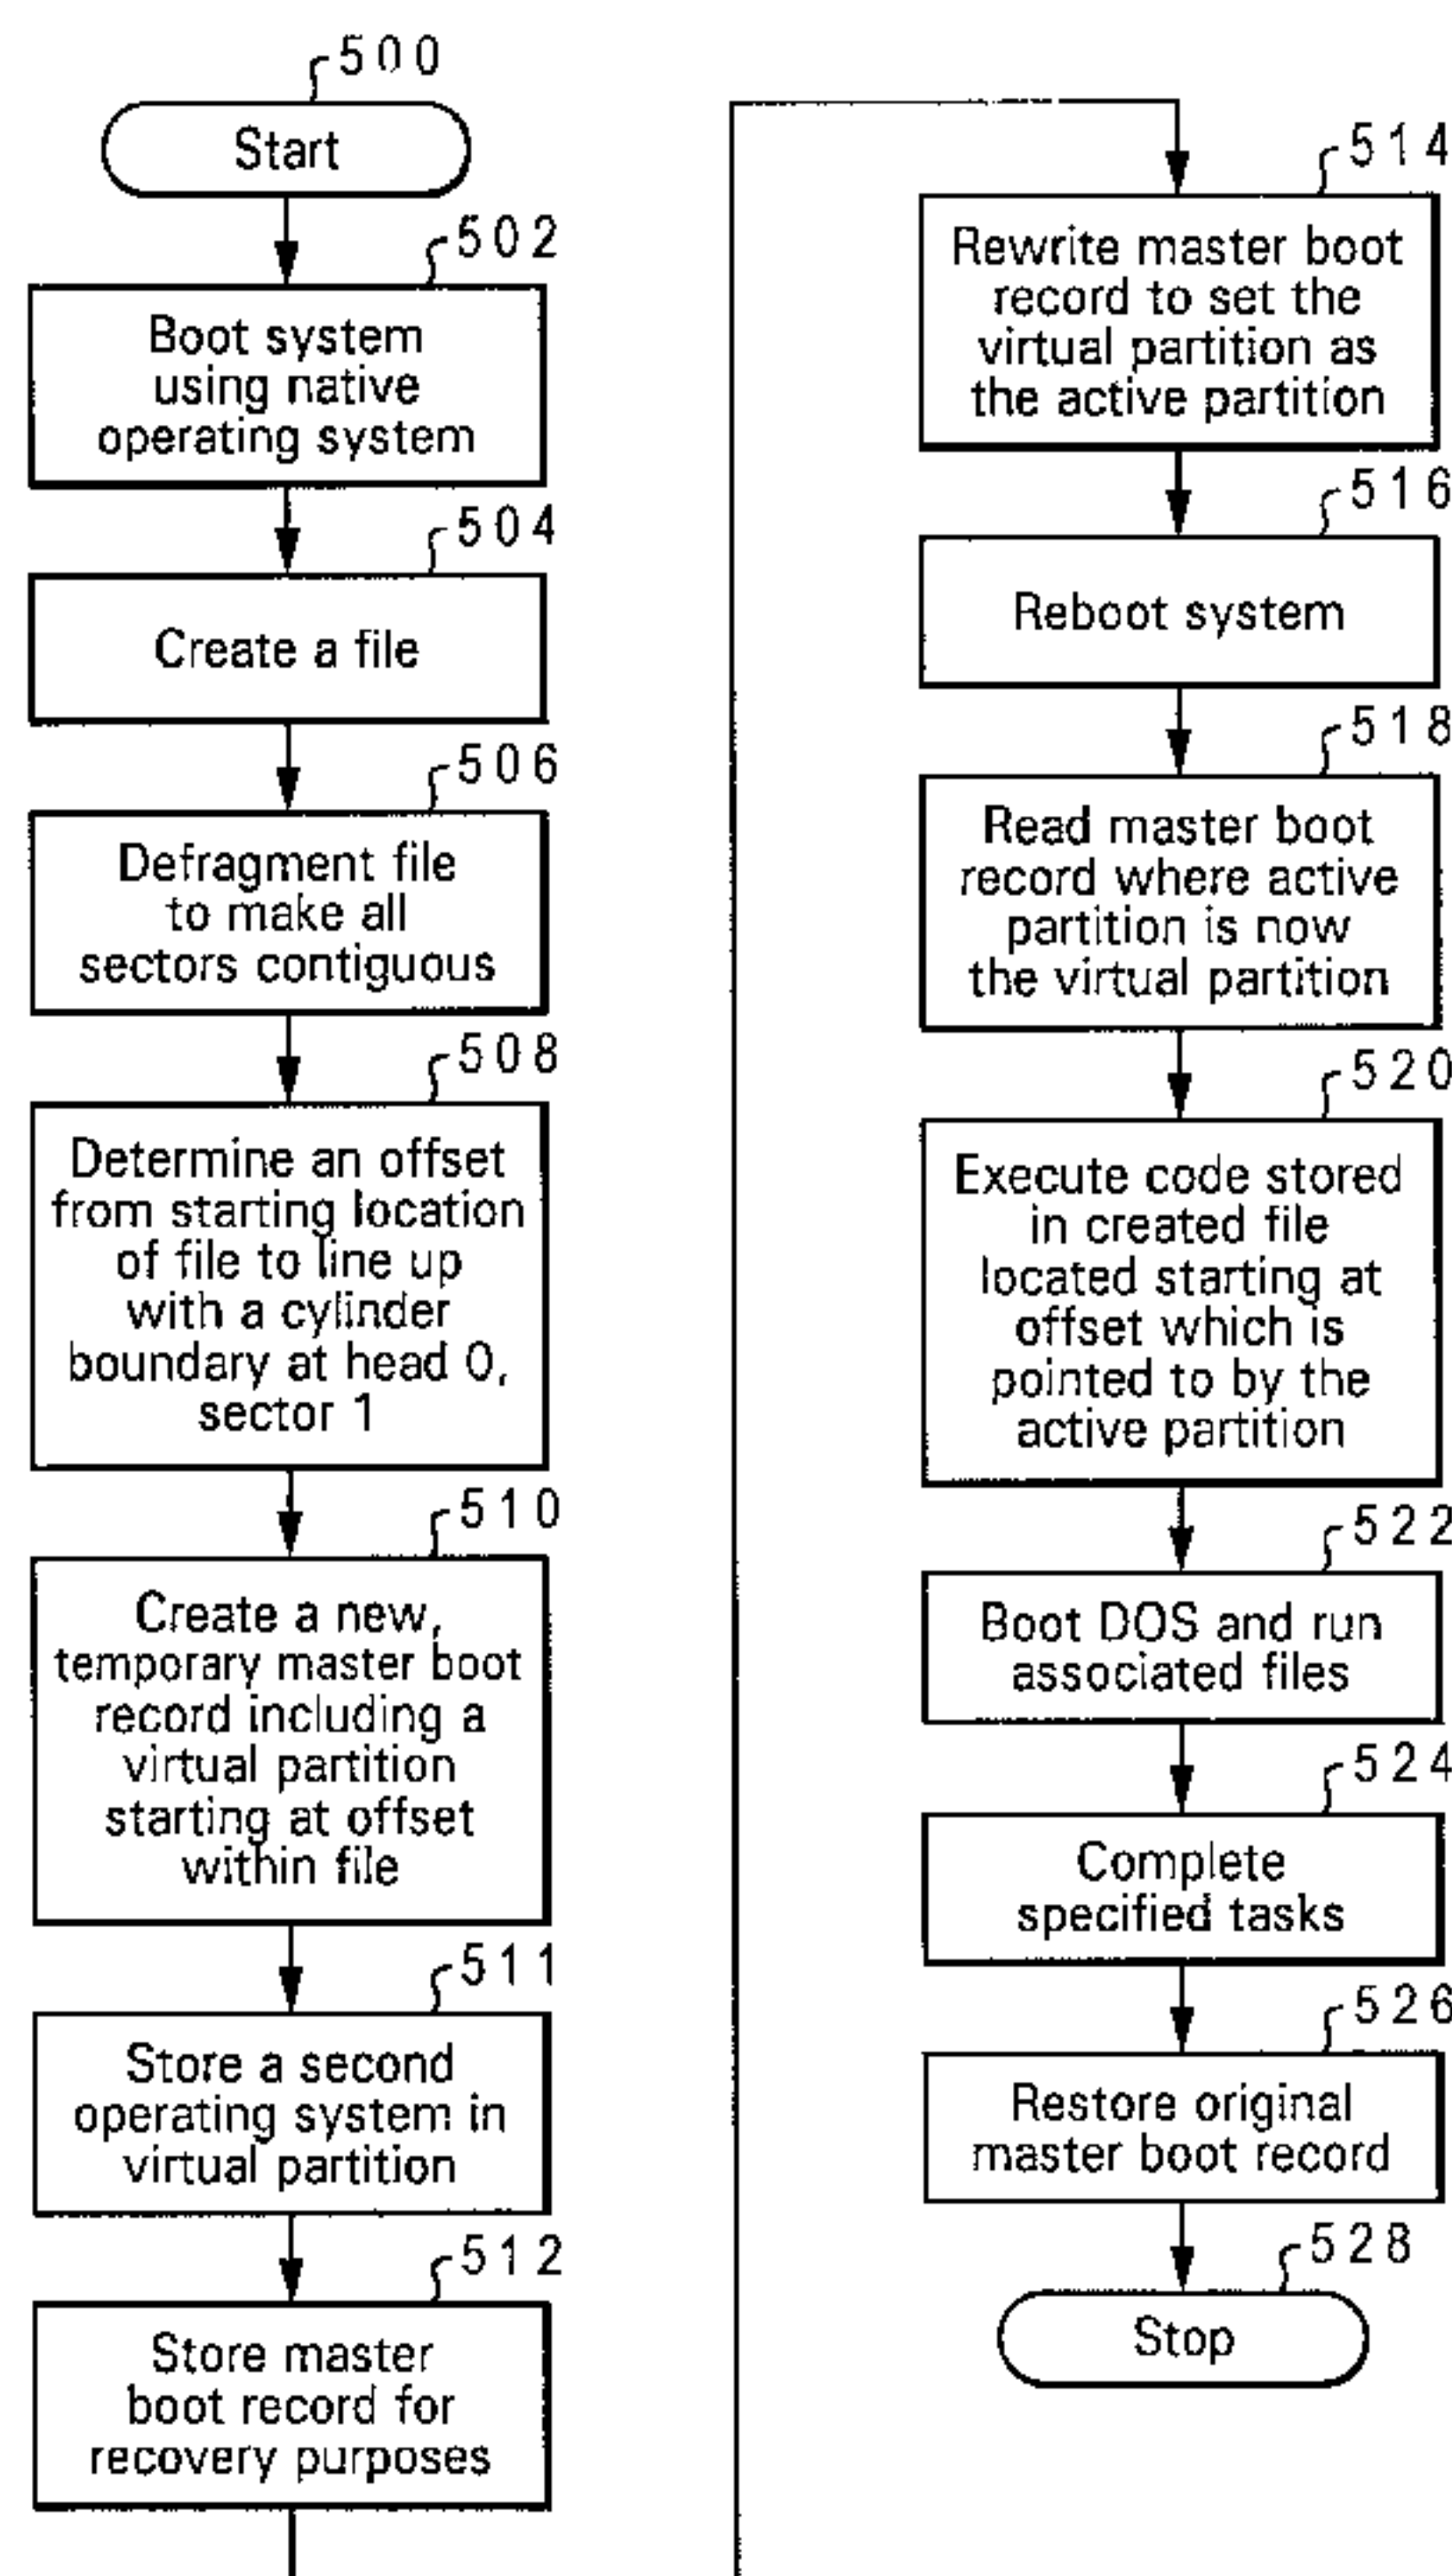 500
Start
502
Boot system
using native
operating system
504
Create a file
506
Defragment file
to make all
sectors contiguous
508
Determine an offset
from starting location
of file to line up
with a cylinder
boundary at head 0,
sector 1
510
Create a new,
temporary master boot
record including a
virtual partition
starting at offset
within file
511
Store a second
operating system in
virtual partition
512
Store master
boot record for
recovery purposes
514
Rewrite master boot
record to set the
virtual partition as
the active partition
516
Reboot system
518
Read master boot
record where active
partition is now
the virtual partition
520
Execute code stored
in created file
located starting at
offset which is
pointed to by the
active partition
522
Boot DOS and run
associated files
524
Complete
specified tasks
526
Restore original
master boot record
528
Stop